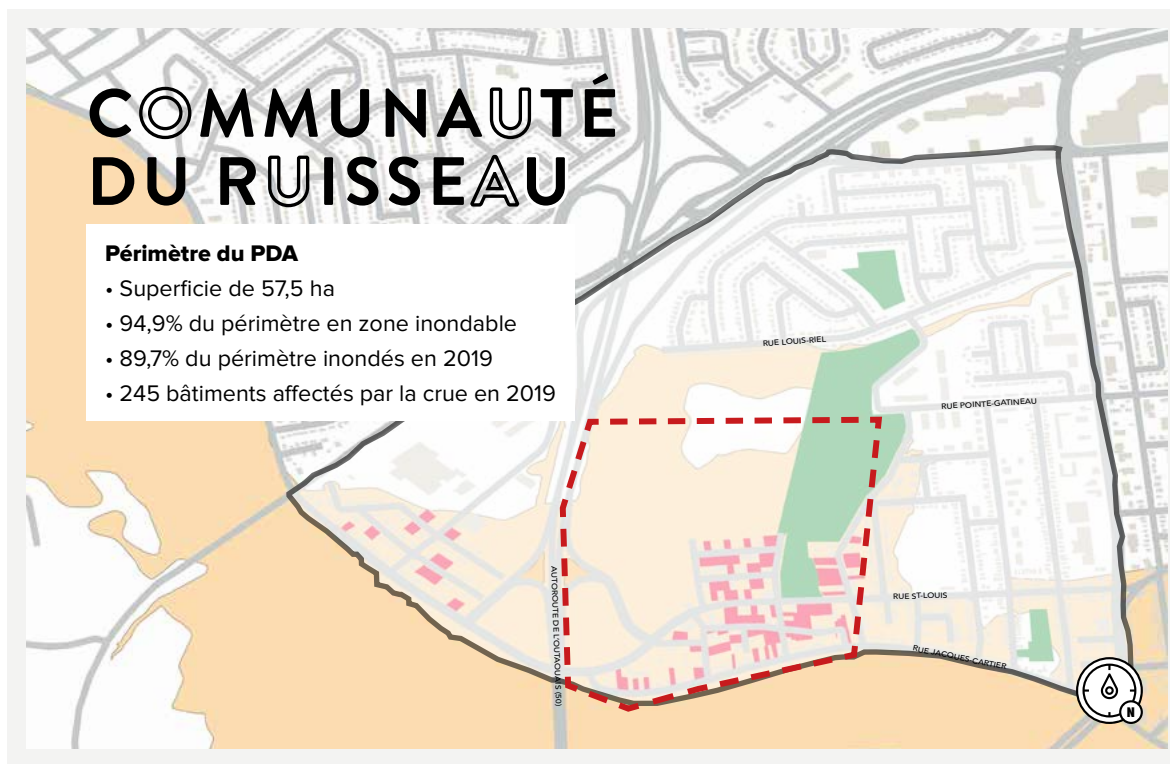 COMMUNAUTÉ
DU RUISSEAU
Périmètre du PDA
• Superficie de 57,5 ha
• 94,9% du périmètre en zone inondable
• 89,7% du périmètre inondés en 2019
• 245 bâtiments affectés par la crue en 2019
RUE LOUIS-RIEL
RUE POINTE-GATINEAU
AUTOROUTE DE L'OUTAOUAIS (50)
RUE ST-LOUIS
RUE JACQUES-CARTIER
N